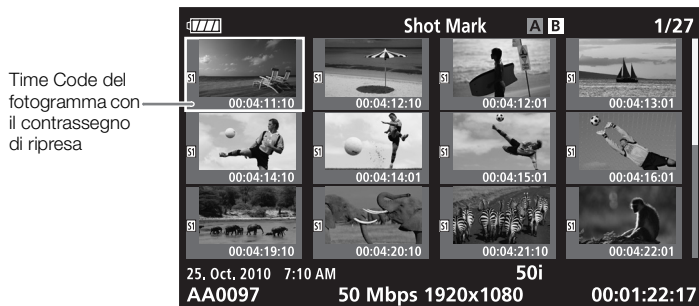 Shot Mark A B 1/27
Time Code del
fotogramma con
il contrassegno
di ripresa
S1 00:04:11:10 S1 00:04:12:10 S1 00:04:12:01 S1 00:04:13:01
S1 00:04:14:10 S1 00:04:14:01 S1 00:04:15:01 S1 00:04:16:01
S1 00:04:19:10 S1 00:04:20:10 S1 00:04:21:10 S1 00:04:22:01
25. Oct. 2010 7:10 AM 50i
AA0097 50 Mbps 1920x1080 00:01:22:17